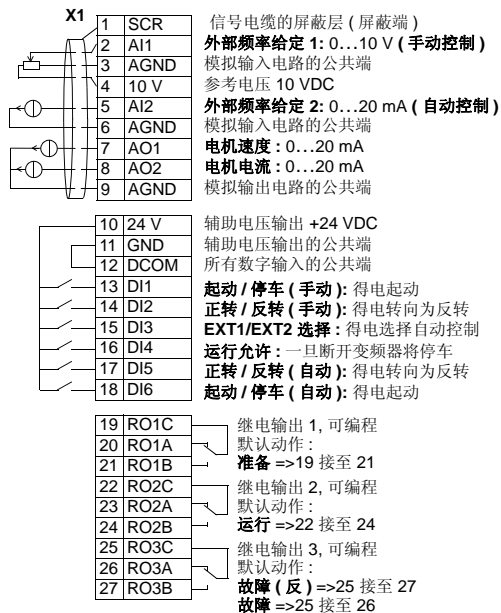 X1
1 SCR 信号电缆的屏蔽层 ( 屏蔽端 )
2 AI1 外部频率给定 1: 0…10 V ( 手动控制 )
3 AGND 模拟输入电路的公共端
4 10 V 参考电压 10 VDC
5 AI2 外部频率给定 2: 0…20 mA ( 自动控制 )
6 AGND 模拟输入电路的公共端
7 AO1 电机速度 : 0…20 mA
8 AO2 电机电流 : 0…20 mA
9 AGND 模拟输出电路的公共端
10 24 V 辅助电压输出 +24 VDC
11 GND 辅助电压输出的公共端
12 DCOM 所有数字输入的公共端
13 DI1 起动 / 停车 ( 手动 ): 得电起动
14 DI2 正转 / 反转 ( 手动 ): 得电转向为反转
15 DI3 EXT1/EXT2 选择 : 得电选择自动控制
16 DI4 运行允许 : 一旦断开变频器将停车
17 DI5 正转 / 反转 ( 自动 ): 得电转向为反转
18 DI6 起动 / 停车 ( 自动 ): 得电起动
19 RO1C 继电输出 1, 可编程
20 RO1A 默认动作 :
21 RO1B 准备 =>19 接至 21
22 RO2C 继电输出 2, 可编程
23 RO2A 默认动作 :
24 RO2B 运行 =>22 接至 24
25 RO3C 继电输出 3, 可编程
26 RO3A 默认动作 :
27 RO3B 故障 ( 反 ) =>25 接至 27
故障 =>25 接至 26